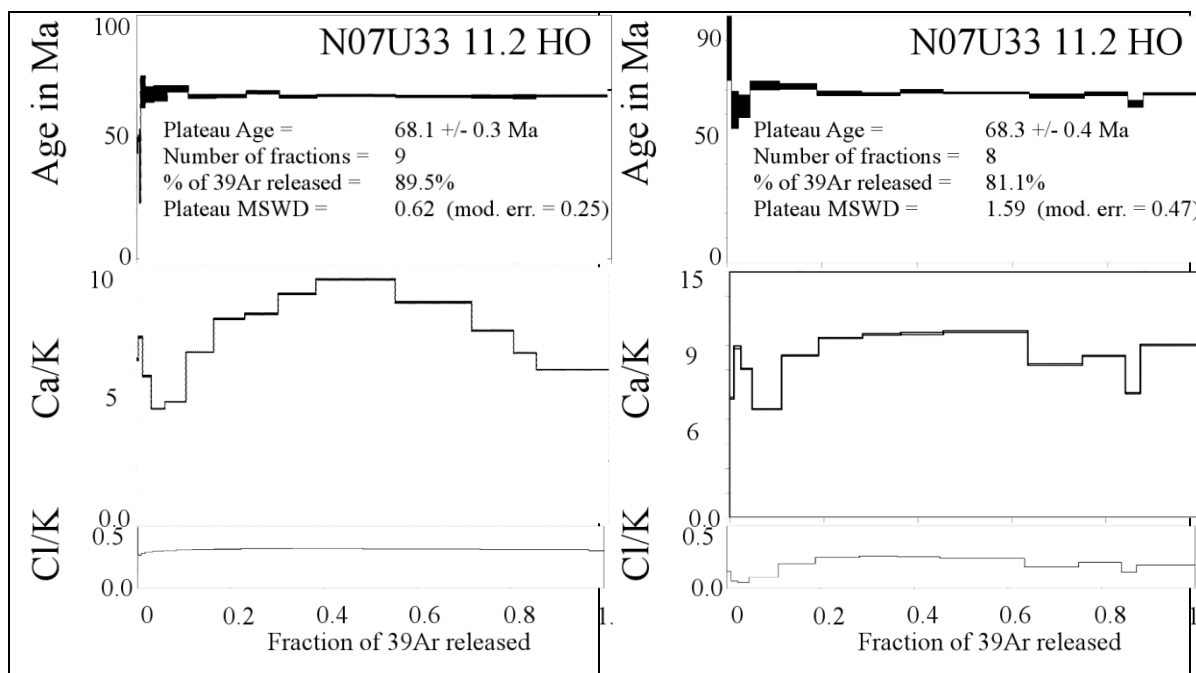 N07U33 11.2 HO
Age in Ma
100
50
0
Plateau Age = 68.1 +/- 0.3 Ma
Number of fractions = 9
% of 39Ar released = 89.5%
Plateau MSWD = 0.62 (mod. err. = 0.25)
Ca/K
10
5
0.0
Cl/K
0.5
0.0
0 0.2 0.4 0.6 0.8 1.
Fraction of 39Ar released
N07U33 11.2 HO
Age in Ma
90
50
0
Plateau Age = 68.3 +/- 0.4 Ma
Number of fractions = 8
% of 39Ar released = 81.1%
Plateau MSWD = 1.59 (mod. err. = 0.47)
Ca/K
15
9
6
0.0
Cl/K
0.5
0.0
0 0.2 0.4 0.6 0.8 1
Fraction of 39Ar released